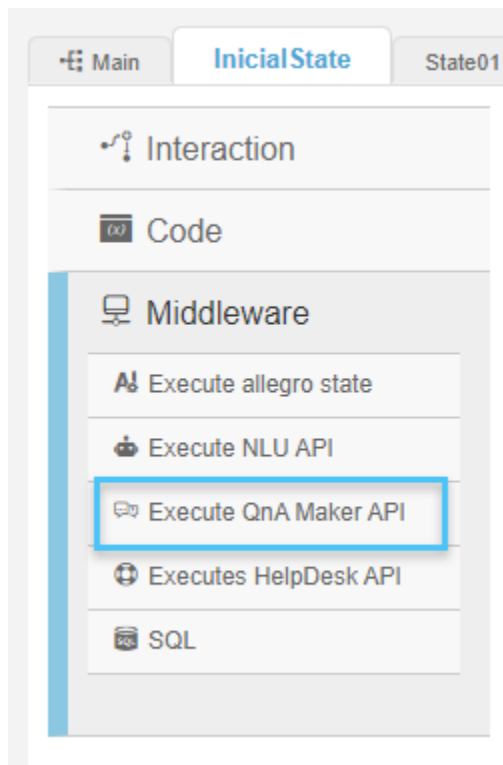 Main InicialState State01
Interaction
(x) Code
Middleware
Execute allegro state
Execute NLU API
Execute QnA Maker API
Executes HelpDesk API
SQL SQL